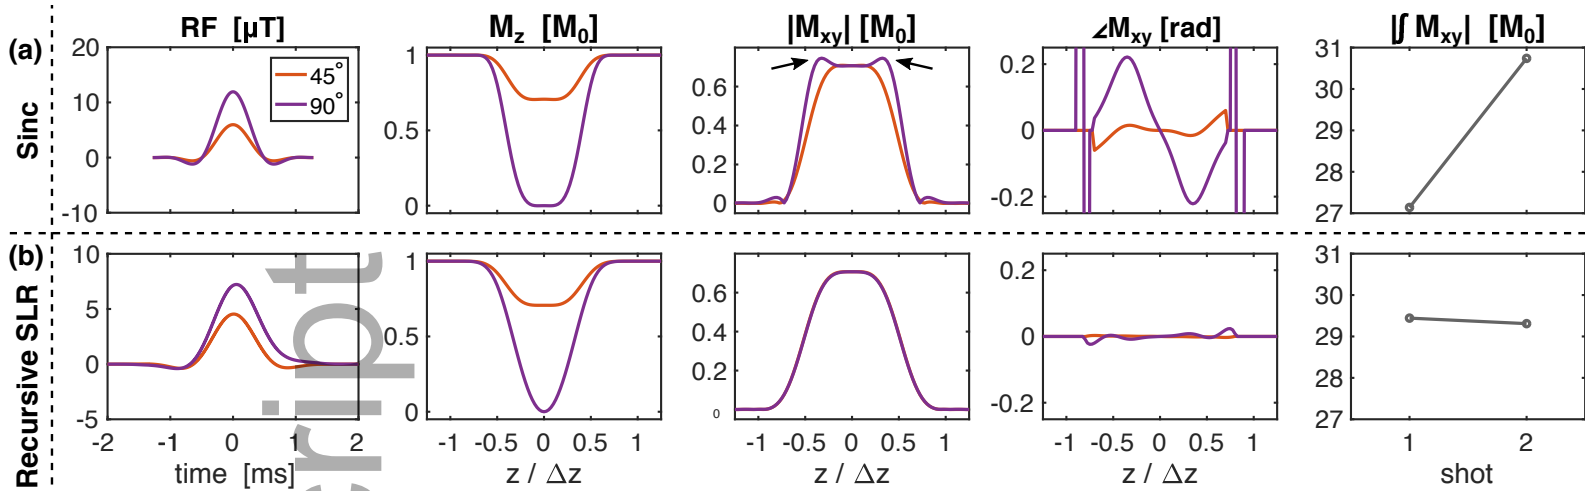 RF [µT]
M_z [M_0]
|M_xy| [M_0]
∠M_xy [rad]
|∫ M_xy| [M_0]
(a)
Sinc
20
10
0
-10
45°
90°
1
0.5
0
0.6
0.4
0.2
0
0.2
0
-0.2
31
30
29
28
27
(b)
Recursive SLR
10
5
0
-5
1
0.5
0
0.6
0.4
0.2
0
0.2
0
-0.2
31
30
29
28
27
-2 -1 0 1 2
-1 -0.5 0 0.5 1
-1 -0.5 0 0.5 1
-1 -0.5 0 0.5 1
1 2
time [ms]
z / Δz
z / Δz
z / Δz
shot
cript